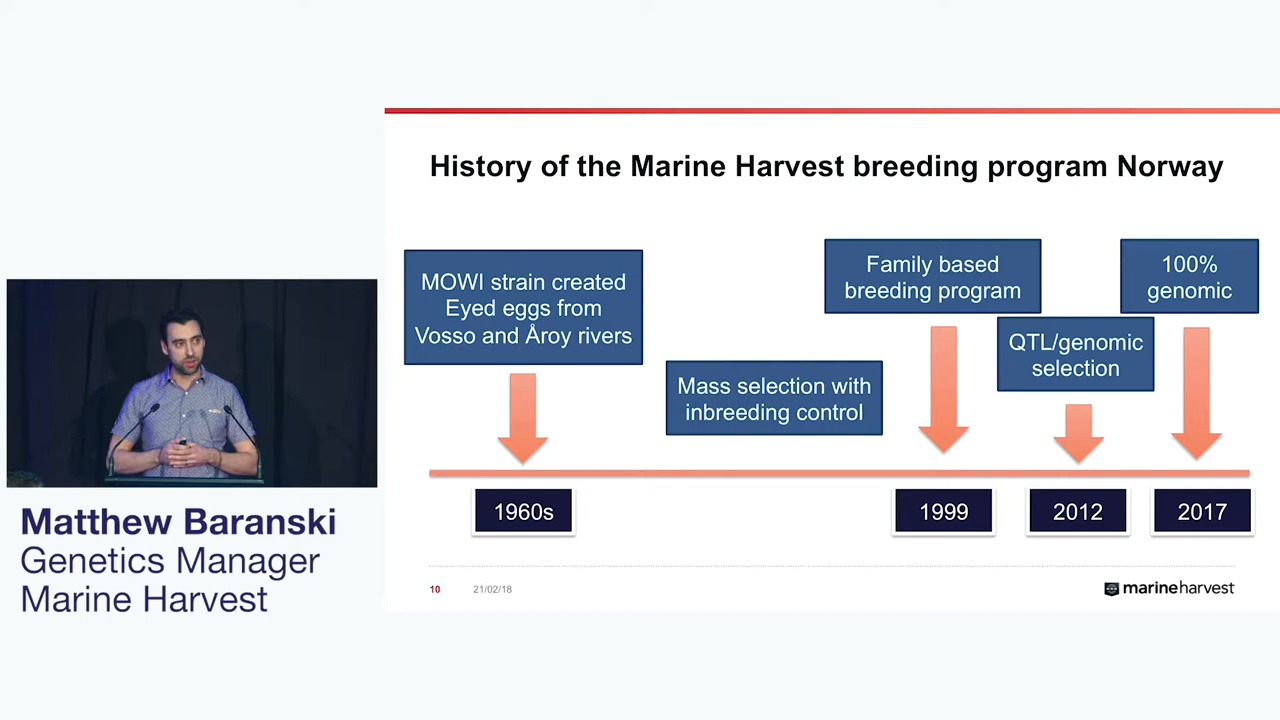 History of the Marine Harvest breeding program Norway
MOWI strain created
Eyed eggs from
Vosso and Åroy rivers
Mass selection with
inbreeding control
Family based
breeding program
QTL/genomic
selection
100%
genomic
1960s
1999
2012
2017
10
21/02/18
marineharvest
Matthew Baranski
Genetics Manager
Marine Harvest